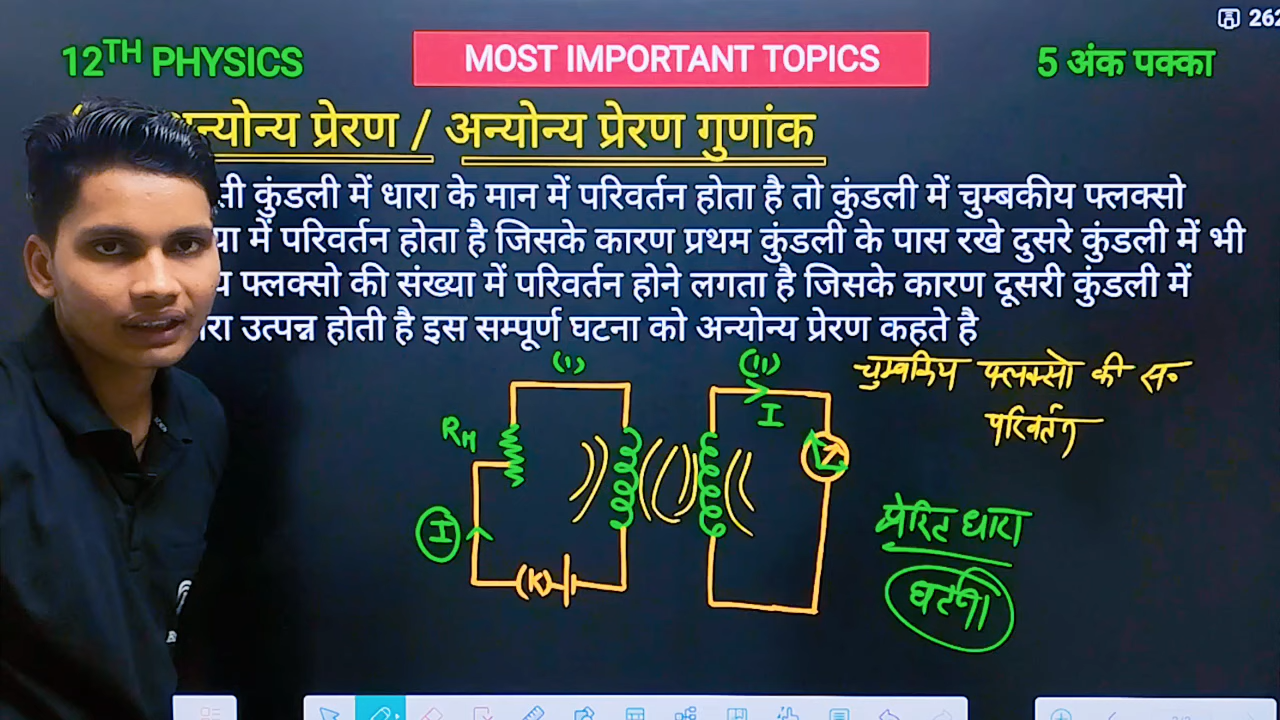 262
12TH PHYSICS
MOST IMPORTANT TOPICS
5 अंक पक्का
न्योन्य प्रेरण / अन्योन्य प्रेरण गुणांक
सी कुंडली में धारा के मान में परिवर्तन होता है तो कुंडली में चुम्बकीय फ्लक्सो
या में परिवर्तन होता है जिसके कारण प्रथम कुंडली के पास रखे दुसरे कुंडली में भी
य फ्लक्सो की संख्या में परिवर्तन होने लगता है जिसके कारण दूसरी कुंडली में
रा उत्पन्न होती है इस सम्पूर्ण घटना को अन्योन्य प्रेरण कहते है
(I) (II)
चुम्बकिय फ्लक्सो की स॰
परिवर्तन
RH
I
I
(K)
प्रेरित धारा
घटना